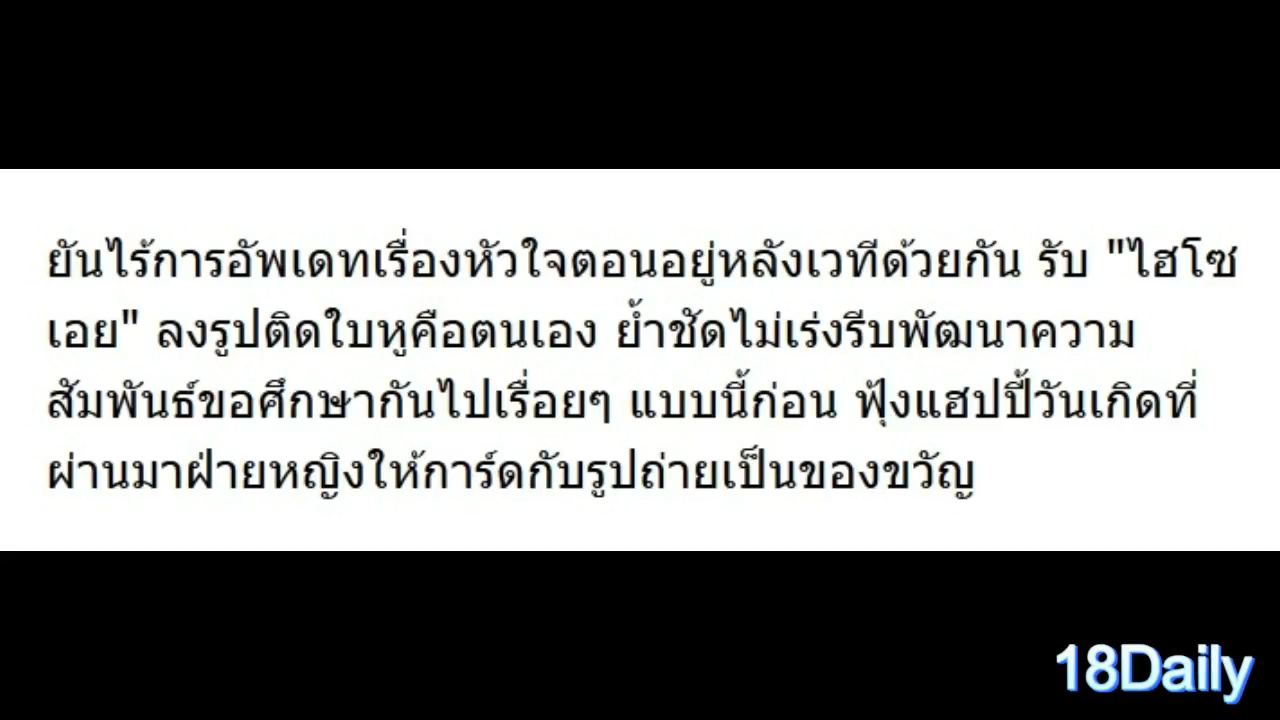 ยันไร้การอัพเดทเรื่องหัวใจตอนอยู่หลังเวทีด้วยกัน รับ "ไฮโซ
เอย" ลงรูปติดใบหูคือตนเอง ย้ำชัดไม่เร่งรีบพัฒนาความ
สัมพันธ์ขอศึกษากันไปเรื่อยๆ แบบนี้ก่อน ฟุ้งแฮปปี้วันเกิดที่
ผ่านมาฝ่ายหญิงให้การ์ดกับรูปถ่ายเป็นของขวัญ
18Daily